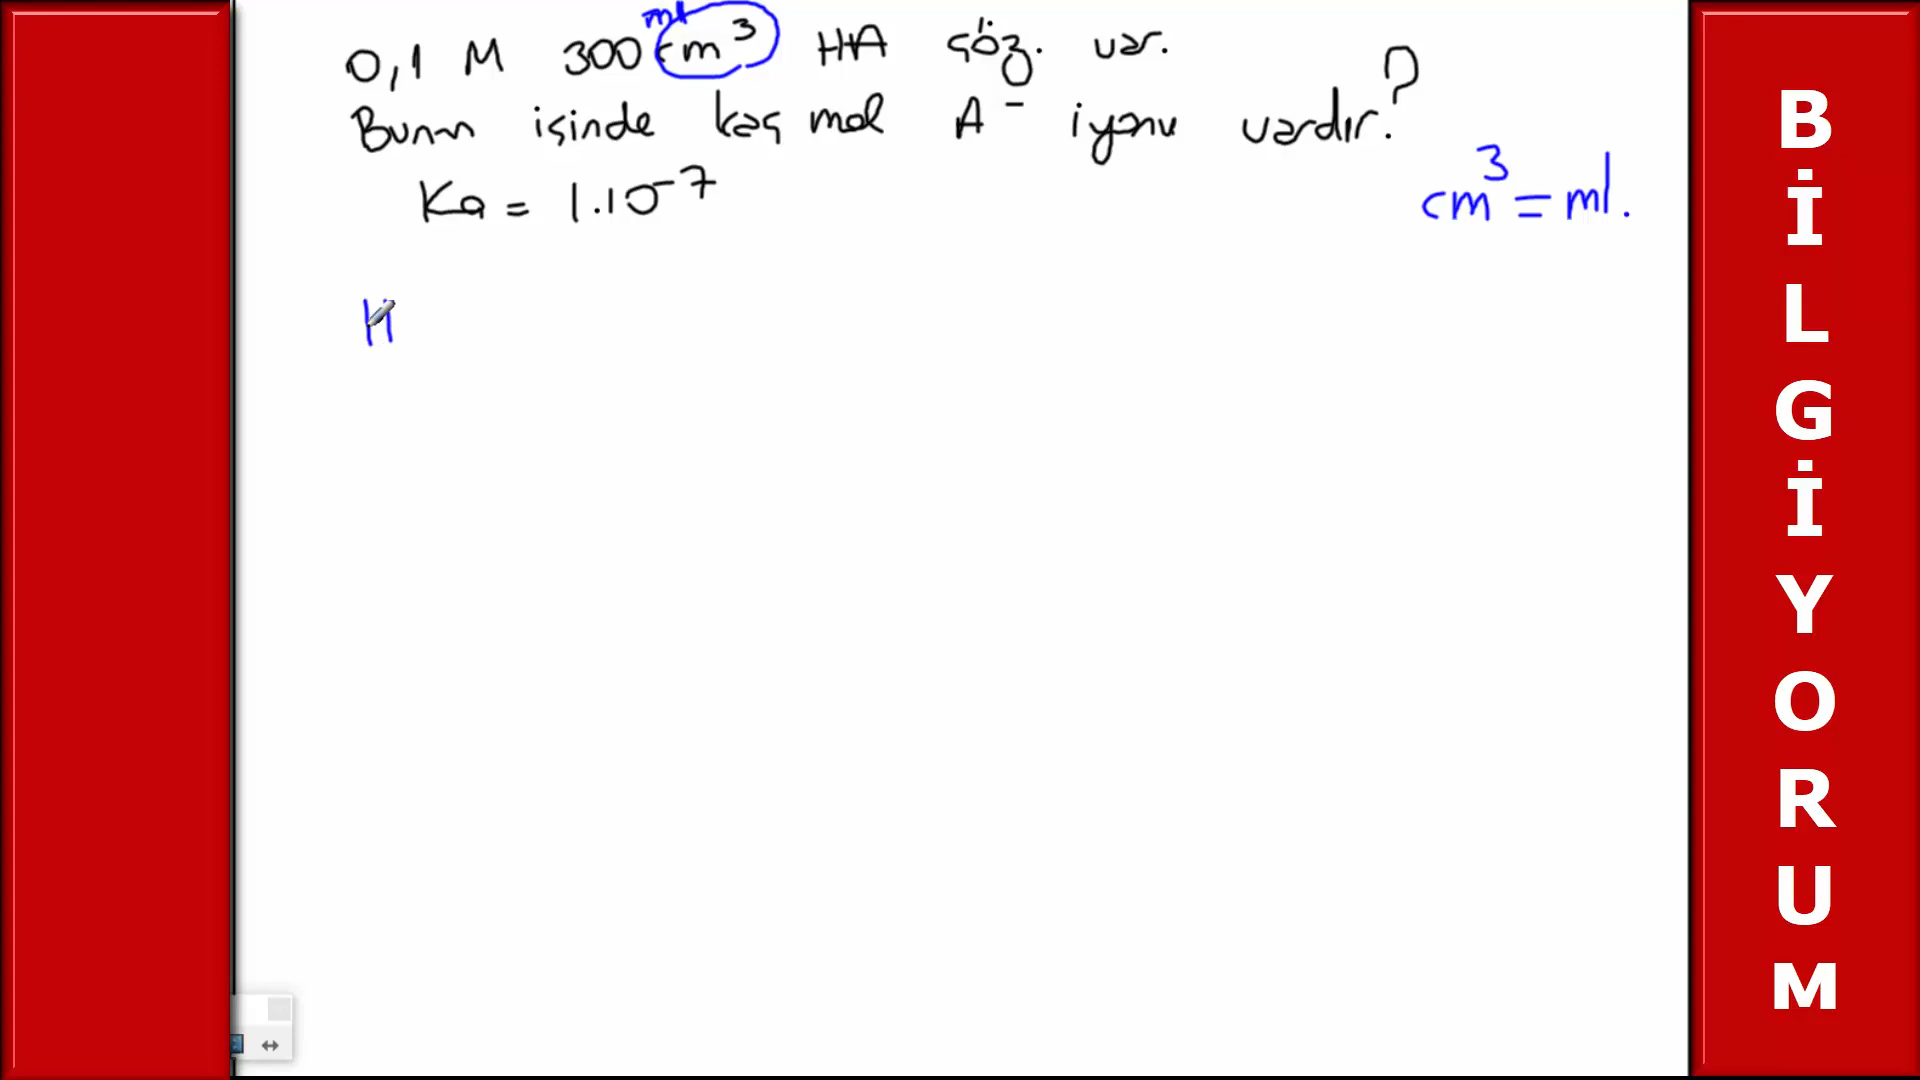 0,1 M 300 cm³ HA çöz. var.
ml
Bunun içinde kaç mol A⁻ iyonu vardır?
Ka = 1.10⁻⁷
cm³ = ml.
H
BİLGİYORUM